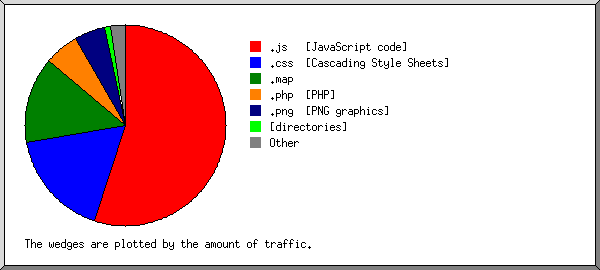 .js [JavaScript code]
.css [Cascading Style Sheets]
.map
.php [PHP]
.png [PNG graphics]
[directories]
Other
The wedges are plotted by the amount of traffic.